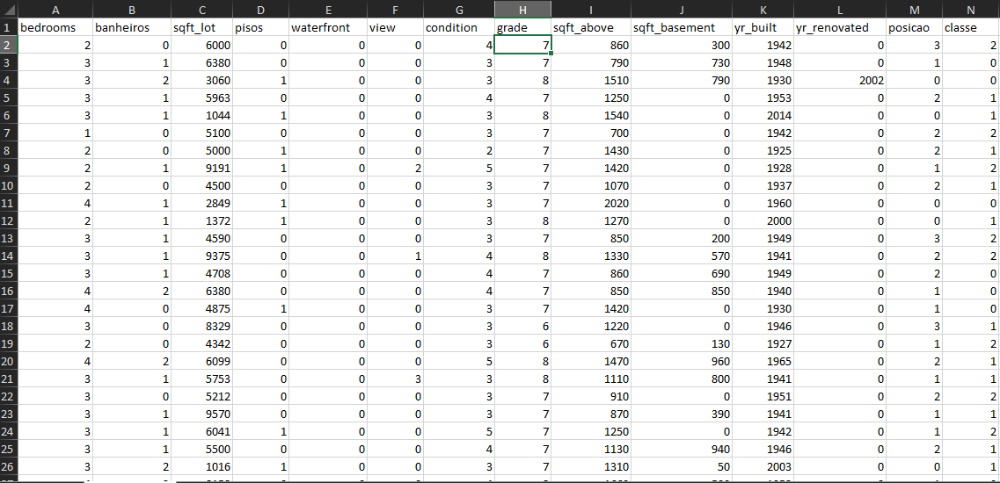 A B C D E F G H I J K L M N
1 bedrooms banheiros sqft_lot pisos waterfront view condition grade sqft_above sqft_basement yr_built yr_renovated posicao classe
2 2 0 6000 0 0 0 4 7 860 300 1942 0 3 2
3 3 1 6380 0 0 0 3 7 790 730 1948 0 1 0
4 3 2 3060 1 0 0 3 8 1510 790 1930 2002 0 0
5 3 1 5963 0 0 0 4 7 1250 0 1953 0 2 1
6 3 1 1044 1 0 0 3 8 1540 0 2014 0 0 1
7 1 0 5100 0 0 0 3 7 700 0 1942 0 2 2
8 2 0 5000 1 0 0 2 7 1430 0 1925 0 2 1
9 2 1 9191 1 0 2 5 7 1420 0 1928 0 1 2
10 2 0 4500 0 0 0 3 7 1070 0 1937 0 2 1
11 4 1 2849 1 0 0 3 7 2020 0 1960 0 0 0
12 2 1 1372 1 0 0 3 8 1270 0 2000 0 0 1
13 3 1 4590 0 0 0 3 7 850 200 1949 0 3 2
14 3 1 9375 0 0 1 4 8 1330 570 1941 0 2 2
15 3 1 4708 0 0 0 4 7 860 690 1949 0 2 0
16 4 2 6380 0 0 0 4 7 850 850 1940 0 1 0
17 4 0 4875 1 0 0 3 7 1420 0 1930 0 1 0
18 3 0 8329 0 0 0 3 6 1220 0 1946 0 3 1
19 2 0 4342 0 0 0 3 6 670 130 1927 0 1 2
20 4 2 6099 0 0 0 5 8 1470 960 1965 0 2 1
21 3 1 5753 0 0 3 3 8 1110 800 1941 0 1 1
22 3 0 5212 0 0 0 3 7 910 0 1951 0 2 2
23 3 1 9570 0 0 0 3 7 870 390 1941 0 1 1
24 3 1 6041 1 0 0 5 7 1250 0 1942 0 1 2
25 3 1 5500 0 0 0 4 7 1130 940 1946 0 2 1
26 3 2 1016 1 0 0 3 7 1310 50 2003 0 0 1